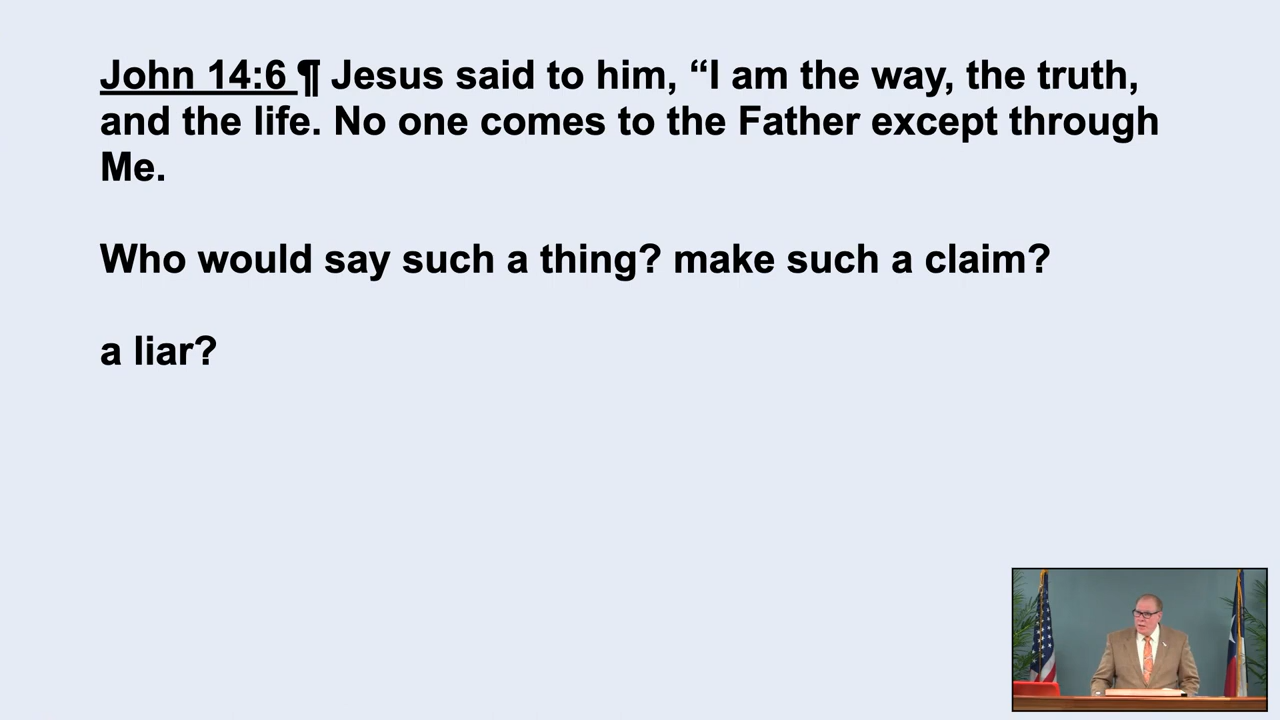 John 14:6 ¶ Jesus said to him, “I am the way, the truth,
and the life. No one comes to the Father except through
Me.
Who would say such a thing? make such a claim?
a liar?